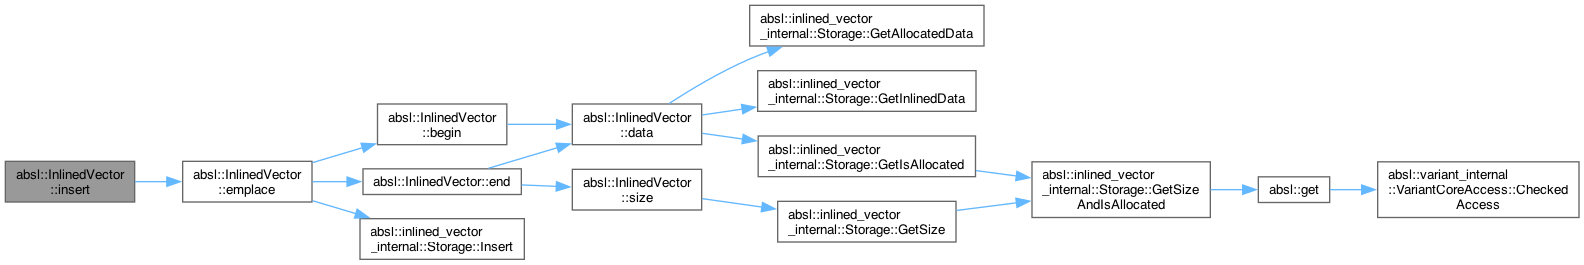 absl::InlinedVector
::insert
absl::InlinedVector
::emplace
absl::InlinedVector
::begin
absl::InlinedVector::end
absl::inlined_vector
_internal::Storage::Insert
absl::InlinedVector
::data
absl::InlinedVector
::size
absl::inlined_vector
_internal::Storage::GetAllocatedData
absl::inlined_vector
_internal::Storage::GetInlinedData
absl::inlined_vector
_internal::Storage::GetIsAllocated
absl::inlined_vector
_internal::Storage::GetSize
absl::inlined_vector
_internal::Storage::GetSize
AndIsAllocated
absl::get
absl::variant_internal
::VariantCoreAccess::Checked
Access